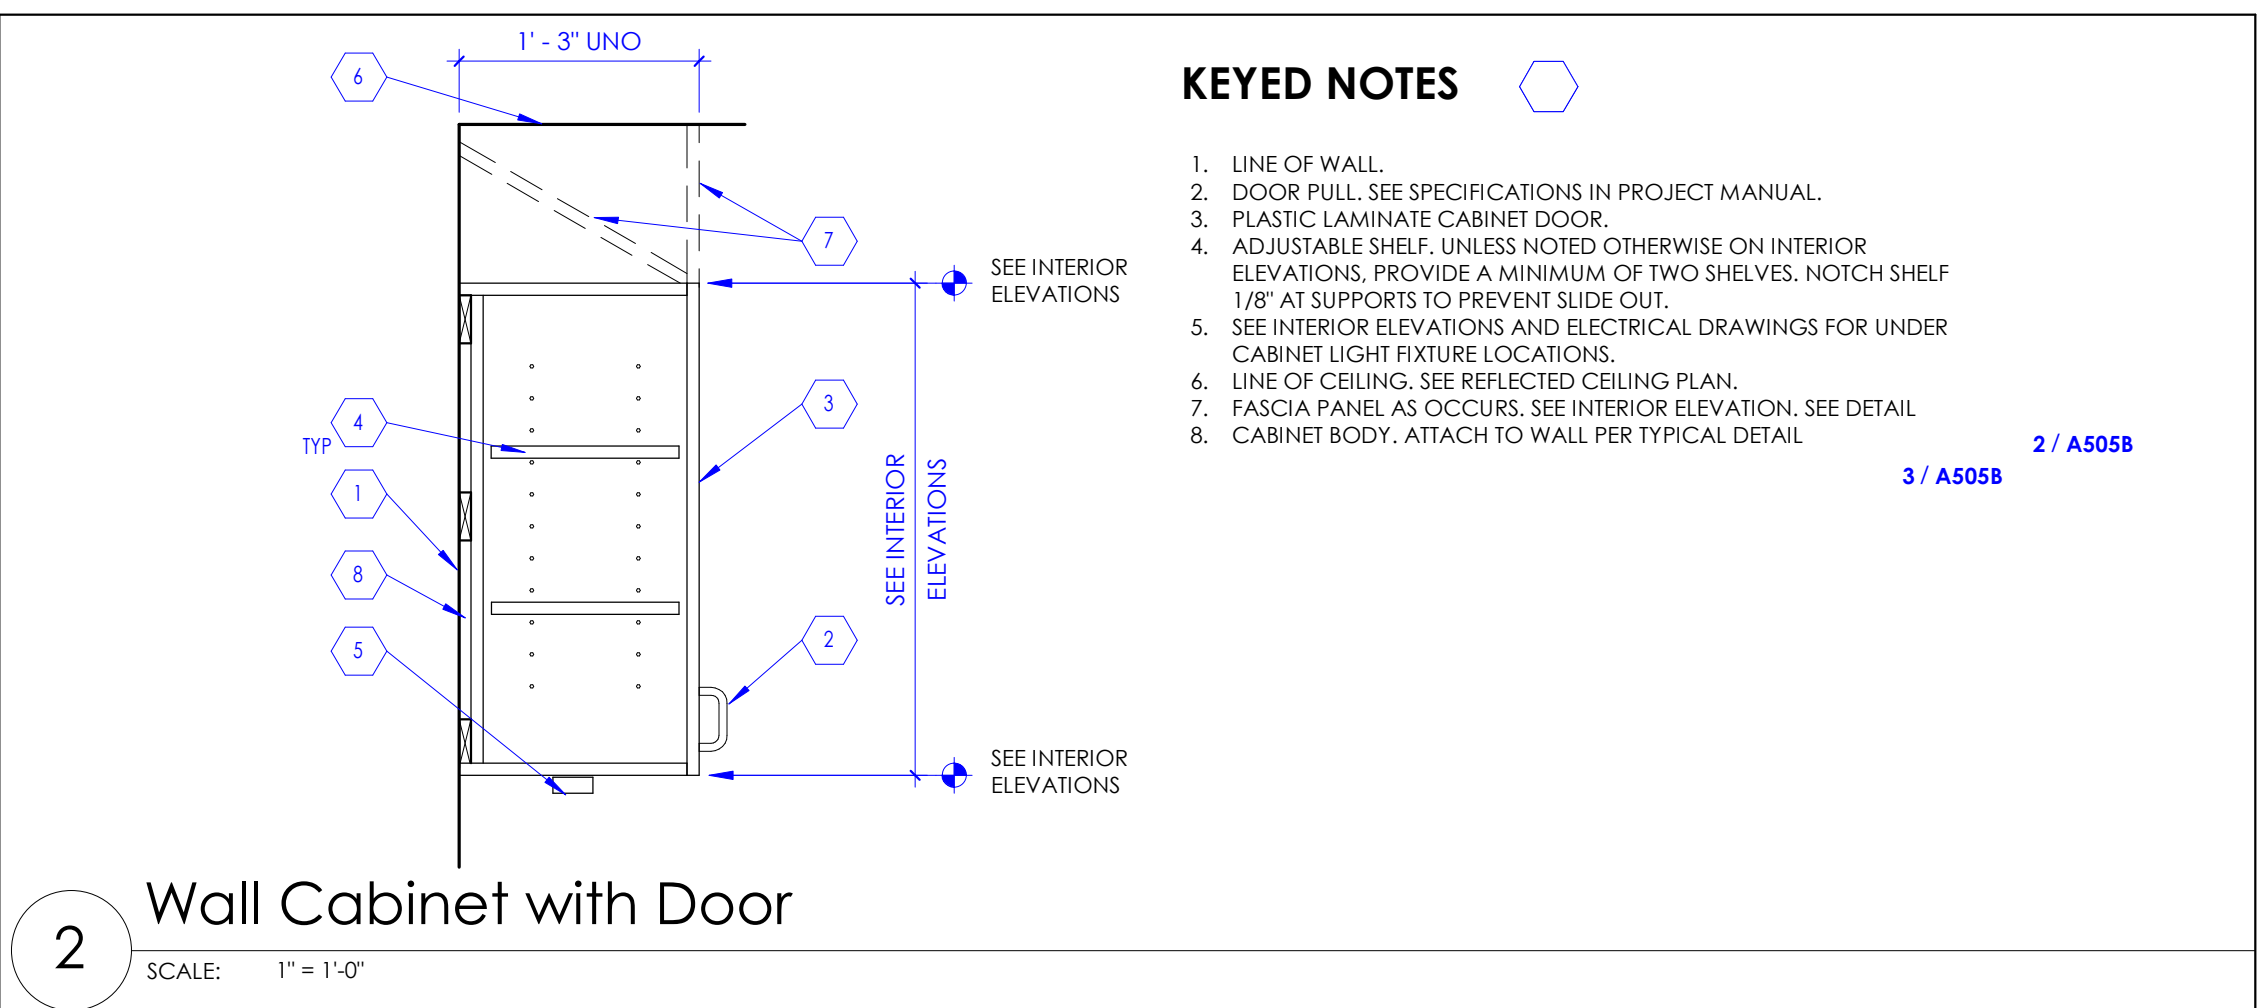 1' - 3" UNO
6
7
SEE INTERIOR
ELEVATIONS
4
TYP
3
1
8
5
2
SEE INTERIOR
ELEVATIONS
SEE INTERIOR
ELEVATIONS
KEYED NOTES
1. LINE OF WALL.
2. DOOR PULL. SEE SPECIFICATIONS IN PROJECT MANUAL.
3. PLASTIC LAMINATE CABINET DOOR.
4. ADJUSTABLE SHELF. UNLESS NOTED OTHERWISE ON INTERIOR
ELEVATIONS, PROVIDE A MINIMUM OF TWO SHELVES. NOTCH SHELF
1/8" AT SUPPORTS TO PREVENT SLIDE OUT.
5. SEE INTERIOR ELEVATIONS AND ELECTRICAL DRAWINGS FOR UNDER
CABINET LIGHT FIXTURE LOCATIONS.
6. LINE OF CEILING. SEE REFLECTED CEILING PLAN.
7. FASCIA PANEL AS OCCURS. SEE INTERIOR ELEVATION. SEE DETAIL
8. CABINET BODY. ATTACH TO WALL PER TYPICAL DETAIL
2 / A505B
3 / A505B
2
Wall Cabinet with Door
SCALE: 1" = 1'-0"